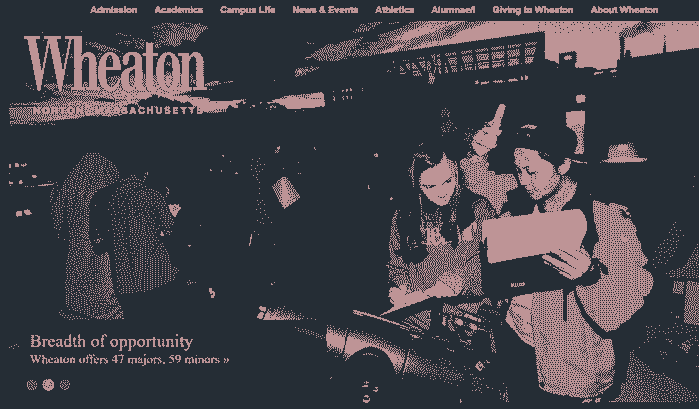 Admission Academics Campus Life News & Events Athletics Alumnae/i Giving to Wheaton About Wheaton
Wheaton
NORTON, MASSACHUSETTS
Breadth of opportunity
Wheaton offers 47 majors, 59 minors »